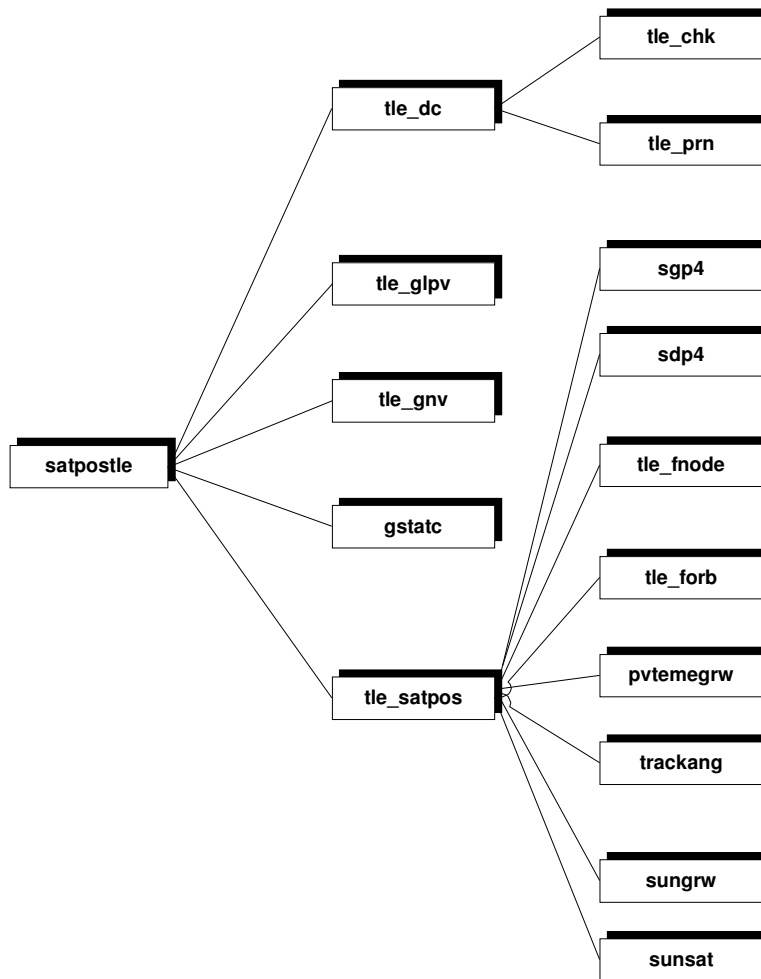 tle_chk
tle_dc
tle_prn
sgp4
tle_glpv
sdp4
tle_gnv
satpostle
tle_fnode
gstatc
tle_forb
tle_satpos
pvtemegrw
trackang
sungrw
sunsat